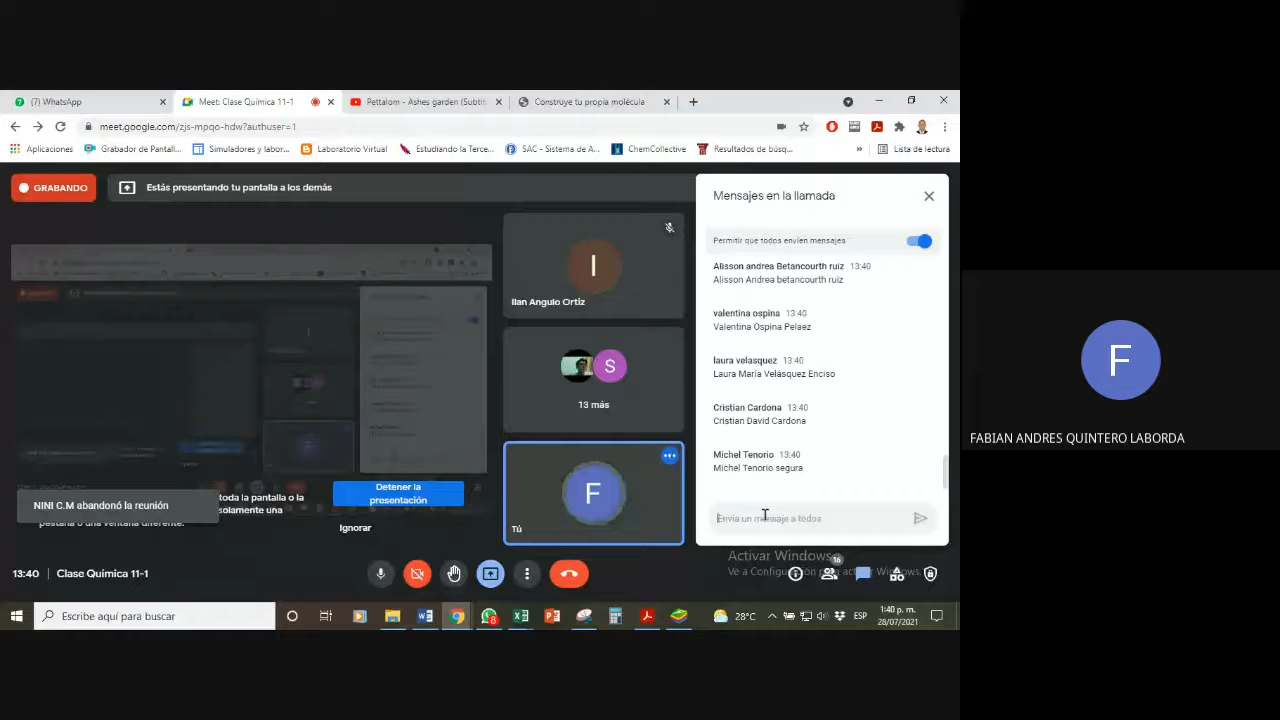 (7) WhatsApp
Meet: Clase Química 11-1
Pettalom - Ashes garden (Subtit
Construye tu propia molécula
meet.google.com/zjs-mpqo-hdw?authuser=1
Aplicaciones
Grabador de Pantall...
Simuladores y labor...
Laboratorio Virtual
Estudiando la Terce...
SAC - Sistema de A...
ChemCollective
Resultados de búsq...
»
Lista de lectura
GRABANDO
Estás presentando tu pantalla a los demás
I
Ilan Angulo Ortiz
S
13 más
F
Tú
NINI C.M abandonó la reunión
toda la pantalla o la
solamente una
pestaña o una ventana diferente.
Detener la
presentación
Ignorar
Mensajes en la llamada
Permitir que todos envíen mensajes
Alisson andrea Betancourth ruiz 13:40
Alisson Andrea betancourth ruiz
valentina ospina 13:40
Valentina Ospina Pelaez
laura velasquez 13:40
Laura María Velásquez Enciso
Cristian Cardona 13:40
Cristian David Cardona
Michel Tenorio 13:40
Michel Tenorio segura
Envía un mensaje a todos
Activar Windows
Ve a Configuración para activar Windows.
13:40 | Clase Química 11-1
16
Escribe aquí para buscar
8
28°C
ESP
1:40 p. m.
28/07/2021
F
FABIAN ANDRES QUINTERO LABORDA